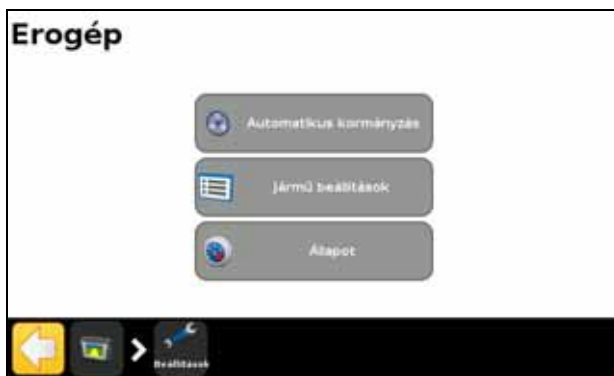 Erogép
Automatikus kormányzás
Jármű beállítások
Állapot
Beállítások